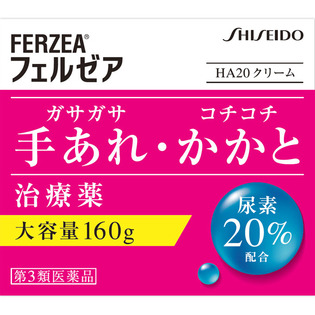 FERZEA®
フェルゼア
SHISEIDO
HA20クリーム
ガサガサ コチコチ
手あれ・かかと
治療薬
大容量160g
尿素
20%
配合
第3類医薬品